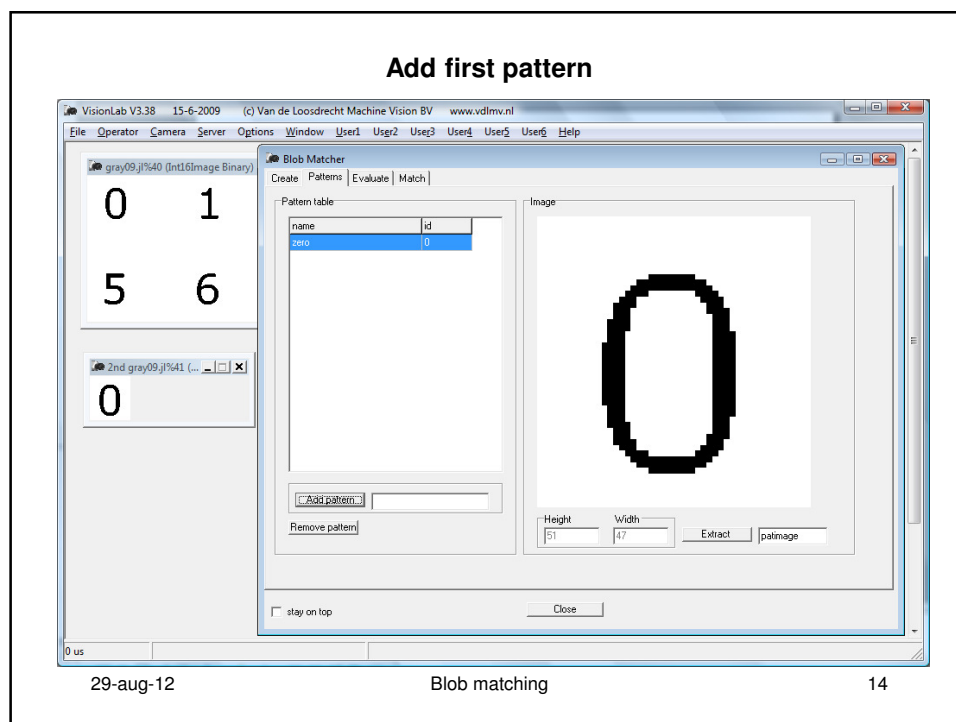 Add first pattern
VisionLab V3.38 15-6-2009 (c) Van de Loosdrecht Machine Vision BV www.vdlmv.nl
File Operator Camera Server Options Window User1 User2 User3 User4 User5 User6 Help
gray09.jl%40 (Int16Image Binary)
0 1
5 6
2nd gray09.jl%41 (...
0
Blob Matcher
Create Patterns Evaluate Match
Pattern table
name id
zero 0
Add pattern
Remove pattern
Image
0
Height Width
51 47 Extract patimage
stay on top Close
0 us
29-aug-12 Blob matching 14